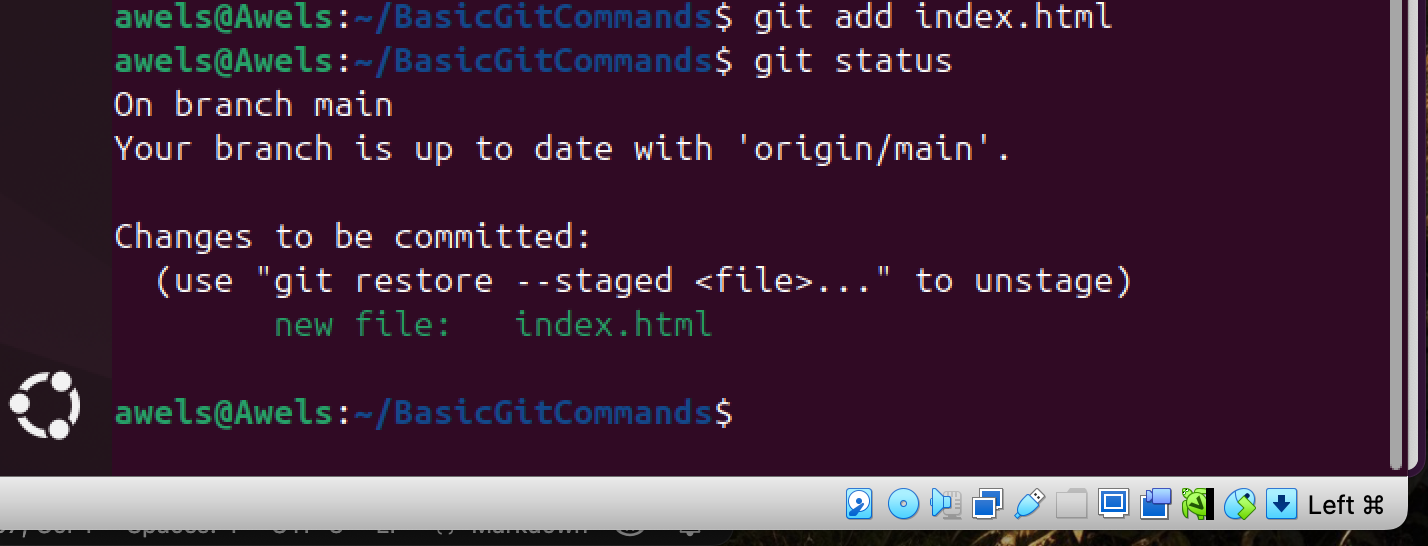 awels@Awels:~/BasicGitCommands$ git add index.html
awels@Awels:~/BasicGitCommands$ git status
On branch main
Your branch is up to date with 'origin/main'.
Changes to be committed:
  (use "git restore --staged <file>..." to unstage)
        new file:   index.html
awels@Awels:~/BasicGitCommands$
Left ⌘